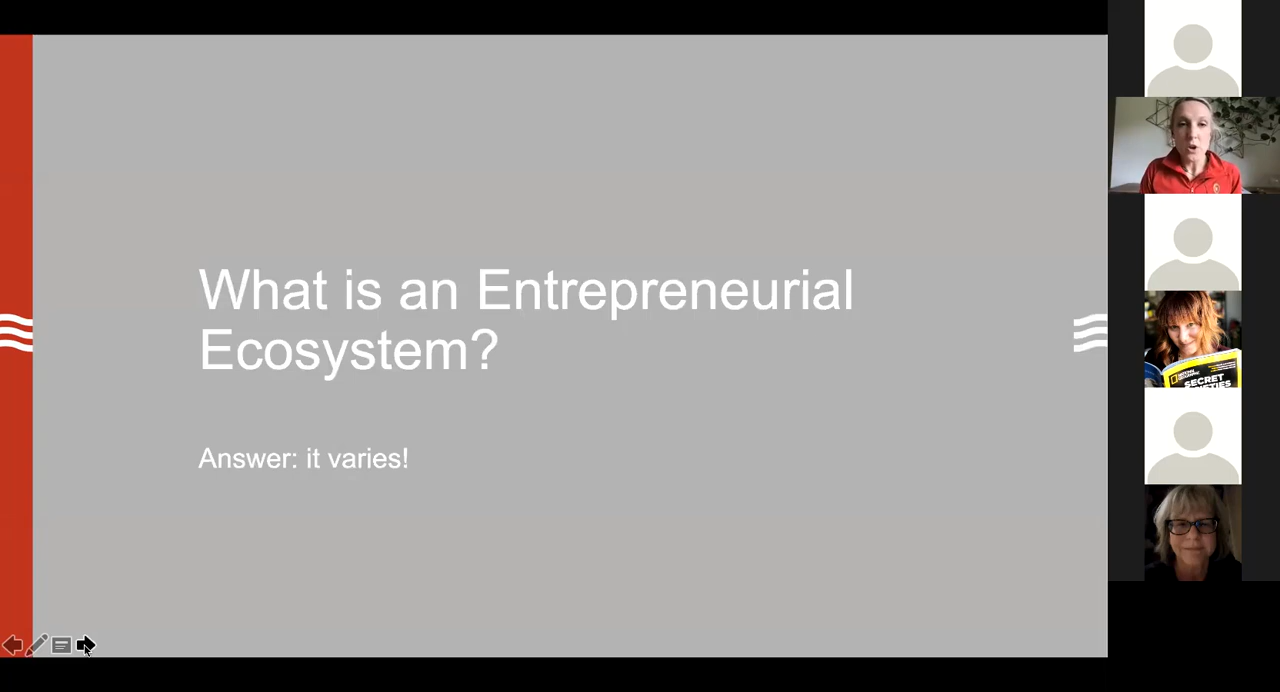 What is an Entrepreneurial
Ecosystem?
Answer: it varies!
SECRET